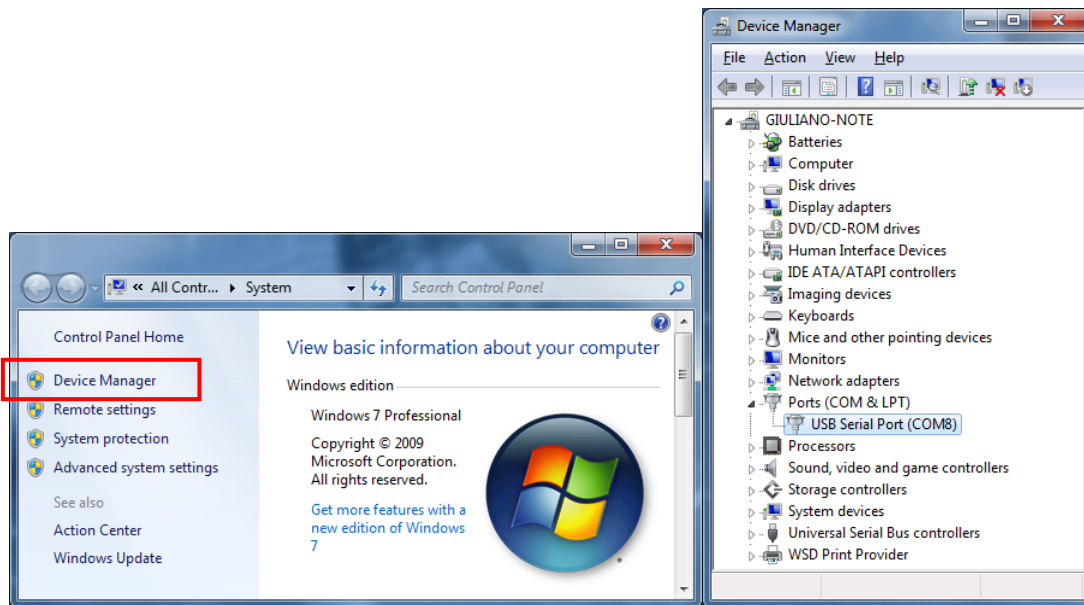 « All Contr... ▸ System
Search Control Panel
Control Panel Home
Device Manager
Remote settings
System protection
Advanced system settings
See also
Action Center
Windows Update
View basic information about your computer
Windows edition
Windows 7 Professional
Copyright © 2009
Microsoft Corporation.
All rights reserved.
Get more features with a
new edition of Windows
7
Device Manager
File Action View Help
GIULIANO-NOTE
Batteries
Computer
Disk drives
Display adapters
DVD/CD-ROM drives
Human Interface Devices
IDE ATA/ATAPI controllers
Imaging devices
Keyboards
Mice and other pointing devices
Monitors
Network adapters
Ports (COM & LPT)
USB Serial Port (COM8)
Processors
Sound, video and game controllers
Storage controllers
System devices
Universal Serial Bus controllers
WSD Print Provider